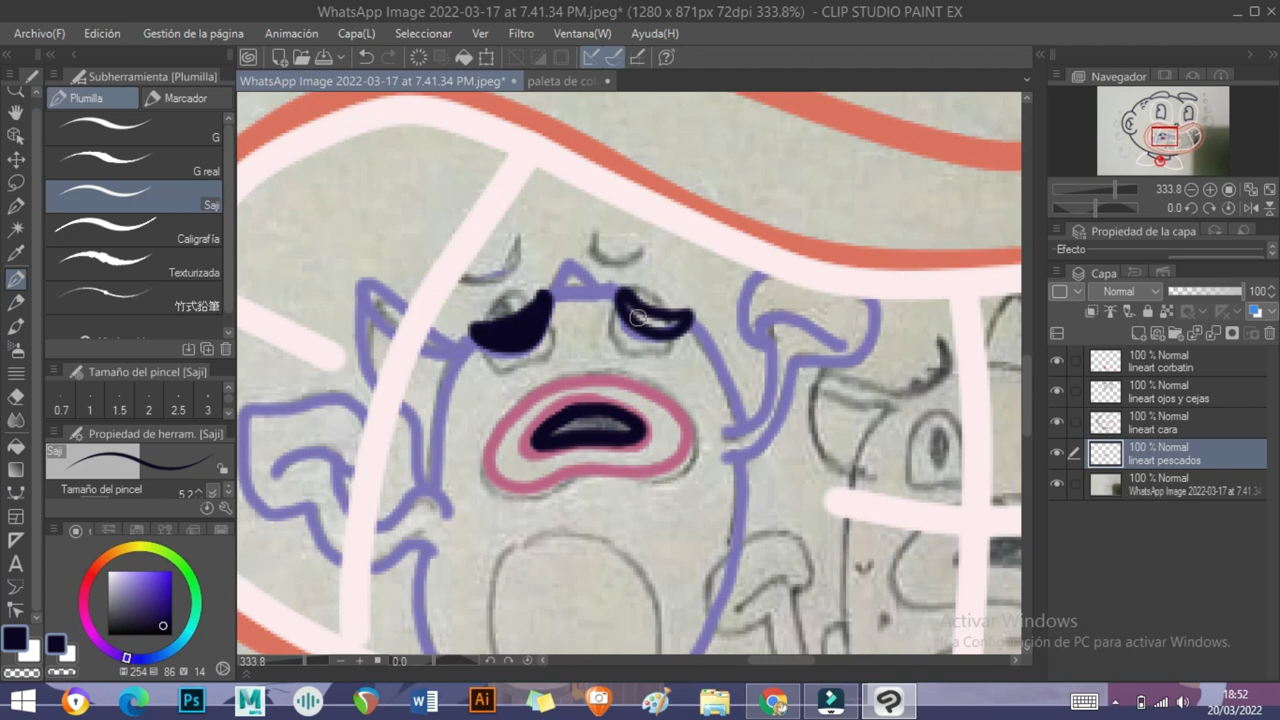 WhatsApp Image 2022-03-17 at 7.41.34 PM.jpeg* (1280 x 871px 72dpi 333.8%) - CLIP STUDIO PAINT EX
Archivo(F) Edición Gestión de la página Animación Capa(L) Seleccionar Ver Filtro Ventana(W) Ayuda(H)
Subherramienta [Plumilla]
Plumilla Marcador
G
G real
Saji
Caligrafía
Texturizada
竹式鉛筆
Tamaño del pincel [Saji]
0.7 1 1.5 2 2.5 3
Propiedad de herram. [Saji]
Saji
Tamaño del pincel 5.2
254 86 14
WhatsApp Image 2022-03-17 at 7.41.34 PM.jpeg* paleta de col
333.8 0.0
Navegador
333.8
0.0
Propiedad de la capa
Efecto
Capa
Normal 100
100 % Normal
lineart corbatin
100 % Normal
lineart ojos y cejas
100 % Normal
lineart cara
100 % Normal
lineart pescados
100 % Normal
WhatsApp Image 2022-03-17 at 7.41.34
Activar Windows
Configuración de PC para activar Windows.
Ps
W
Ai
18:52
20/03/2022